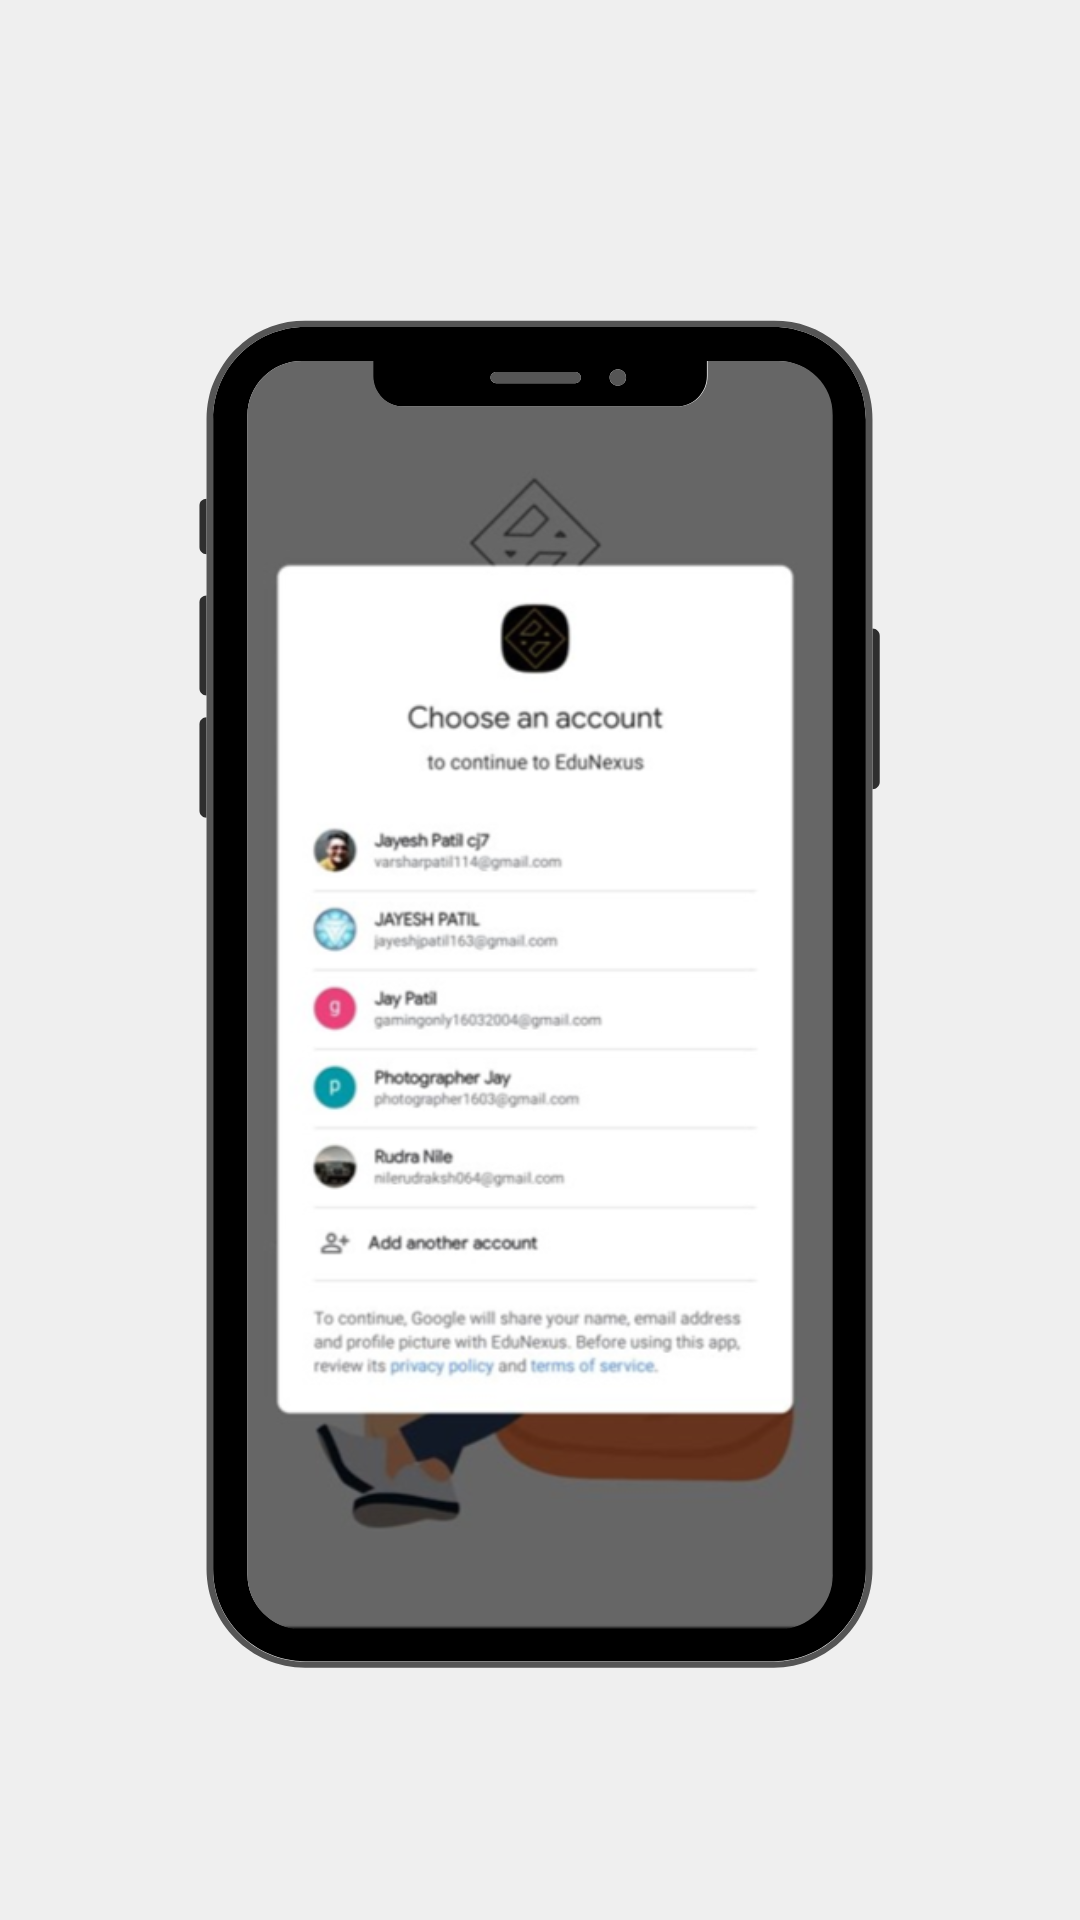 Choose an account
to continue to EduNexus
Jayesh Patil cj7
varsharpatil114@gmail.com
JAYESH PATIL
jayeshjpatil163@gmail.com
g
Jay Patil
gamingonly16032004@gmail.com
p
Photographer Jay
photographer1603@gmail.com
Rudra Nile
nilerudraksh064@gmail.com
Add another account
To continue, Google will share your name, email address
and profile picture with EduNexus. Before using this app,
review its privacy policy and terms of service.